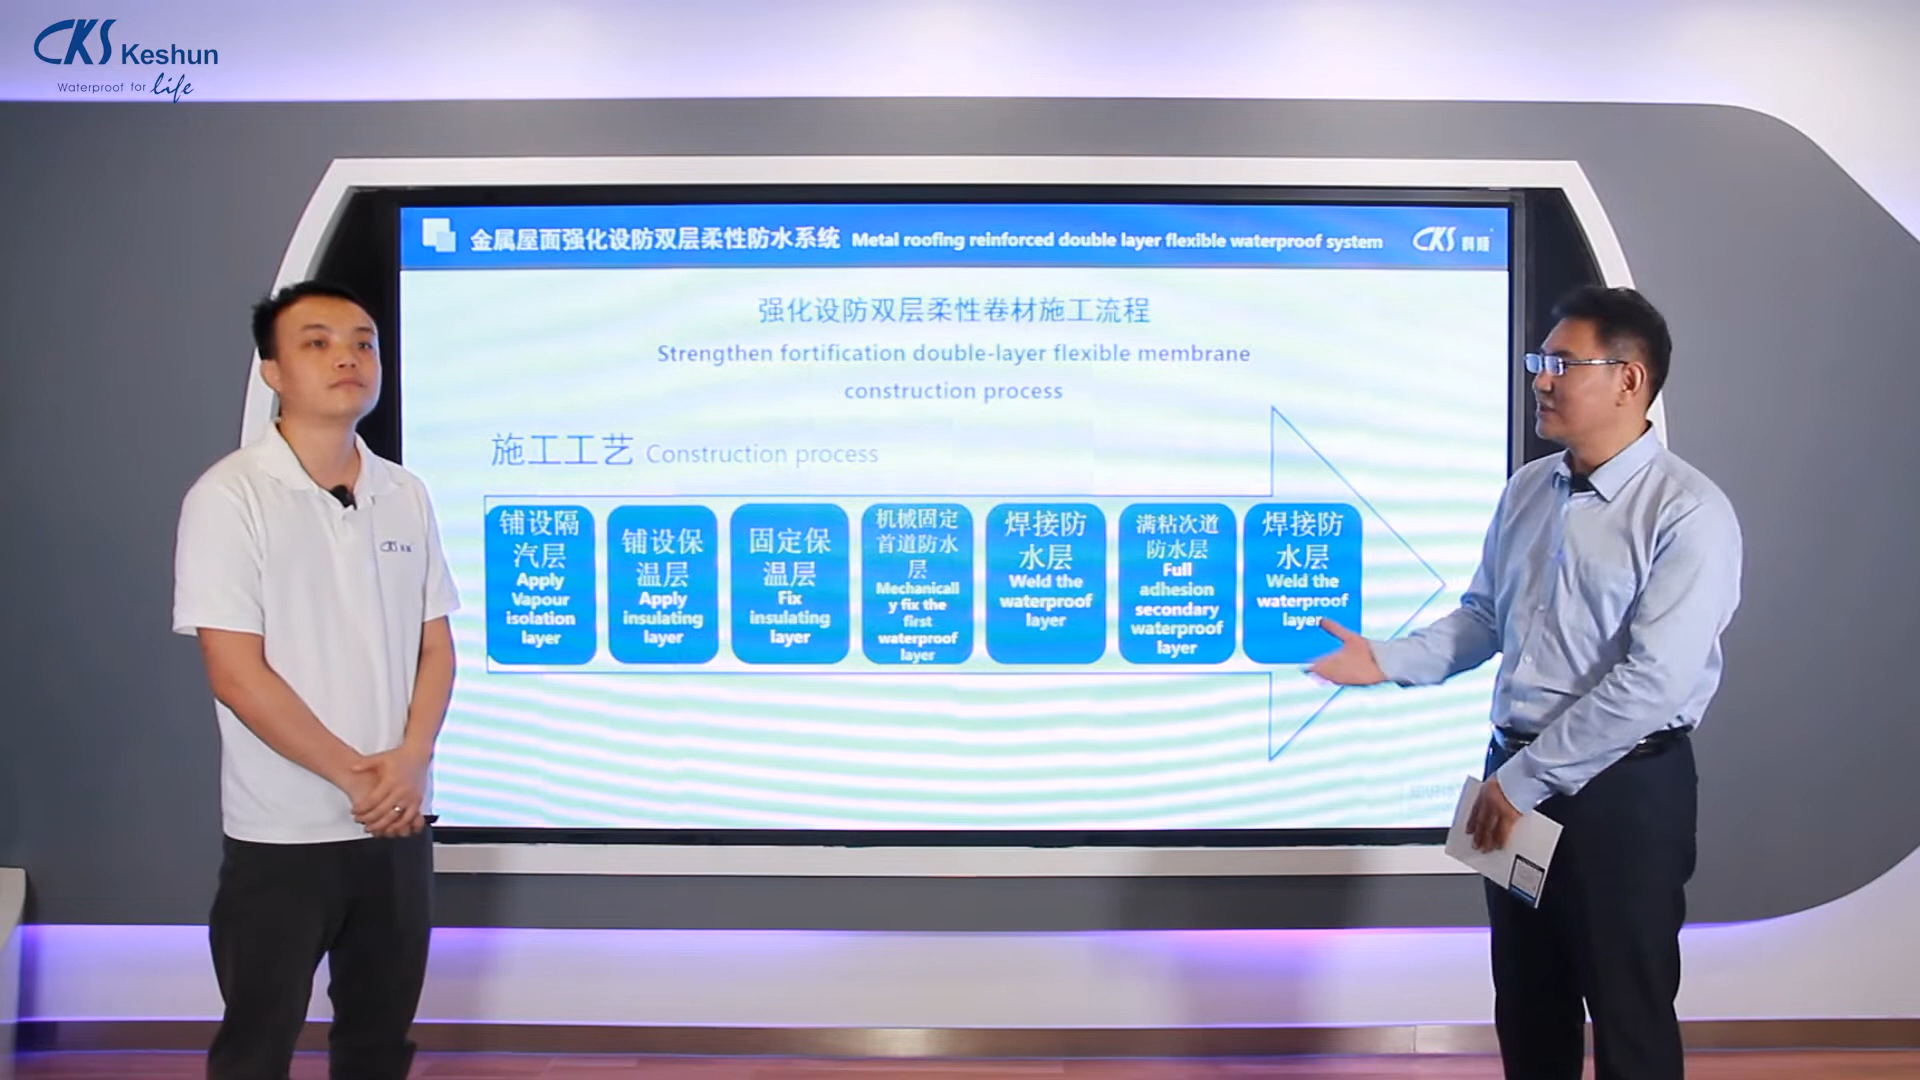 CKS Keshun
Waterproof for life
金属屋面强化设防双层柔性防水系统 Metal roofing reinforced double layer flexible waterproof system
CKS 科顺
强化设防双层柔性卷材施工流程
Strengthen fortification double-layer flexible membrane
construction process
施工工艺 Construction process
铺设隔
汽层
Apply
Vapour
isolation
layer
铺设保
温层
Apply
insulating
layer
固定保
温层
Fix
insulating
layer
机械固定
首道防水
层
Mechanicall
y fix the
first
waterproof
layer
焊接防
水层
Weld the
waterproof
layer
满粘次道
防水层
Full
adhesion
secondary
waterproof
layer
焊接防
水层
Weld the
waterproof
layer
CKS